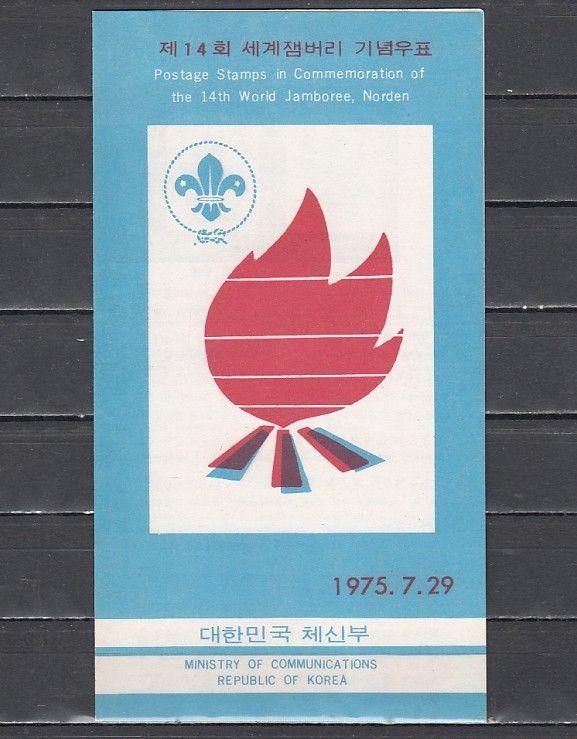 제14회 세계잼버리 기념우표
Postage Stamps in Commemoration of
the 14th World Jamboree, Norden
1975. 7. 29
대한민국 체신부
MINISTRY OF COMMUNICATIONS
REPUBLIC OF KOREA